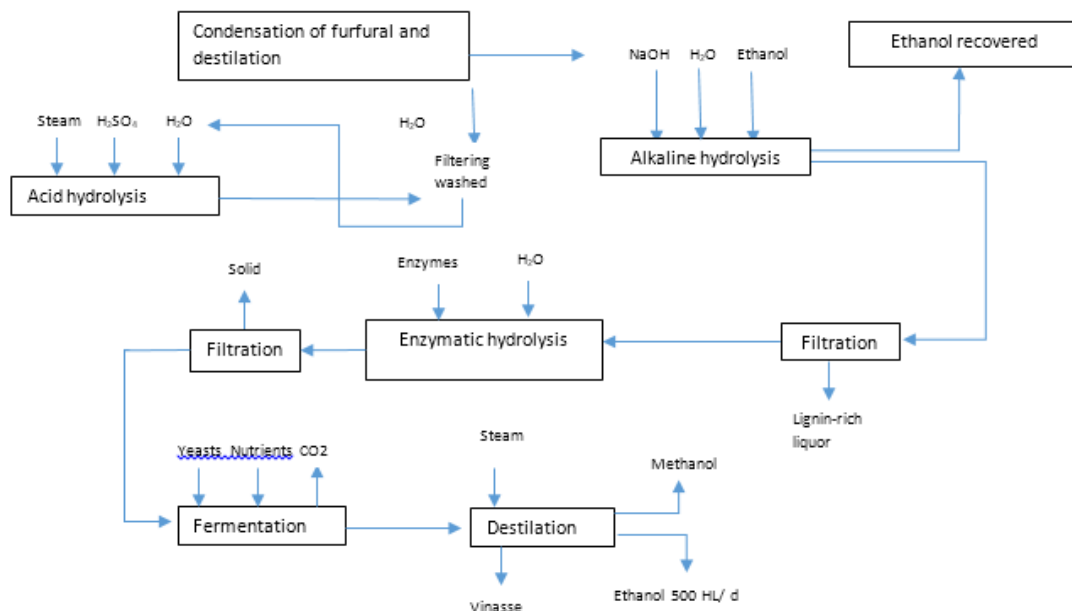 Condensation of furfural and
destilation
Ethanol recovered
NaOH
H₂O
Ethanol
Steam
H₂SO₄
H₂O
H₂O
Alkaline hydrolysis
Filtering
washed
Acid hydrolysis
Enzymes
H₂O
Solid
Enzymatic hydrolysis
Filtration
Filtration
Lignin-rich
liquor
Yeasts Nutrients CO2
Steam
Methanol
Fermentation
Destilation
Ethanol 500 HL/ d
Vinasse